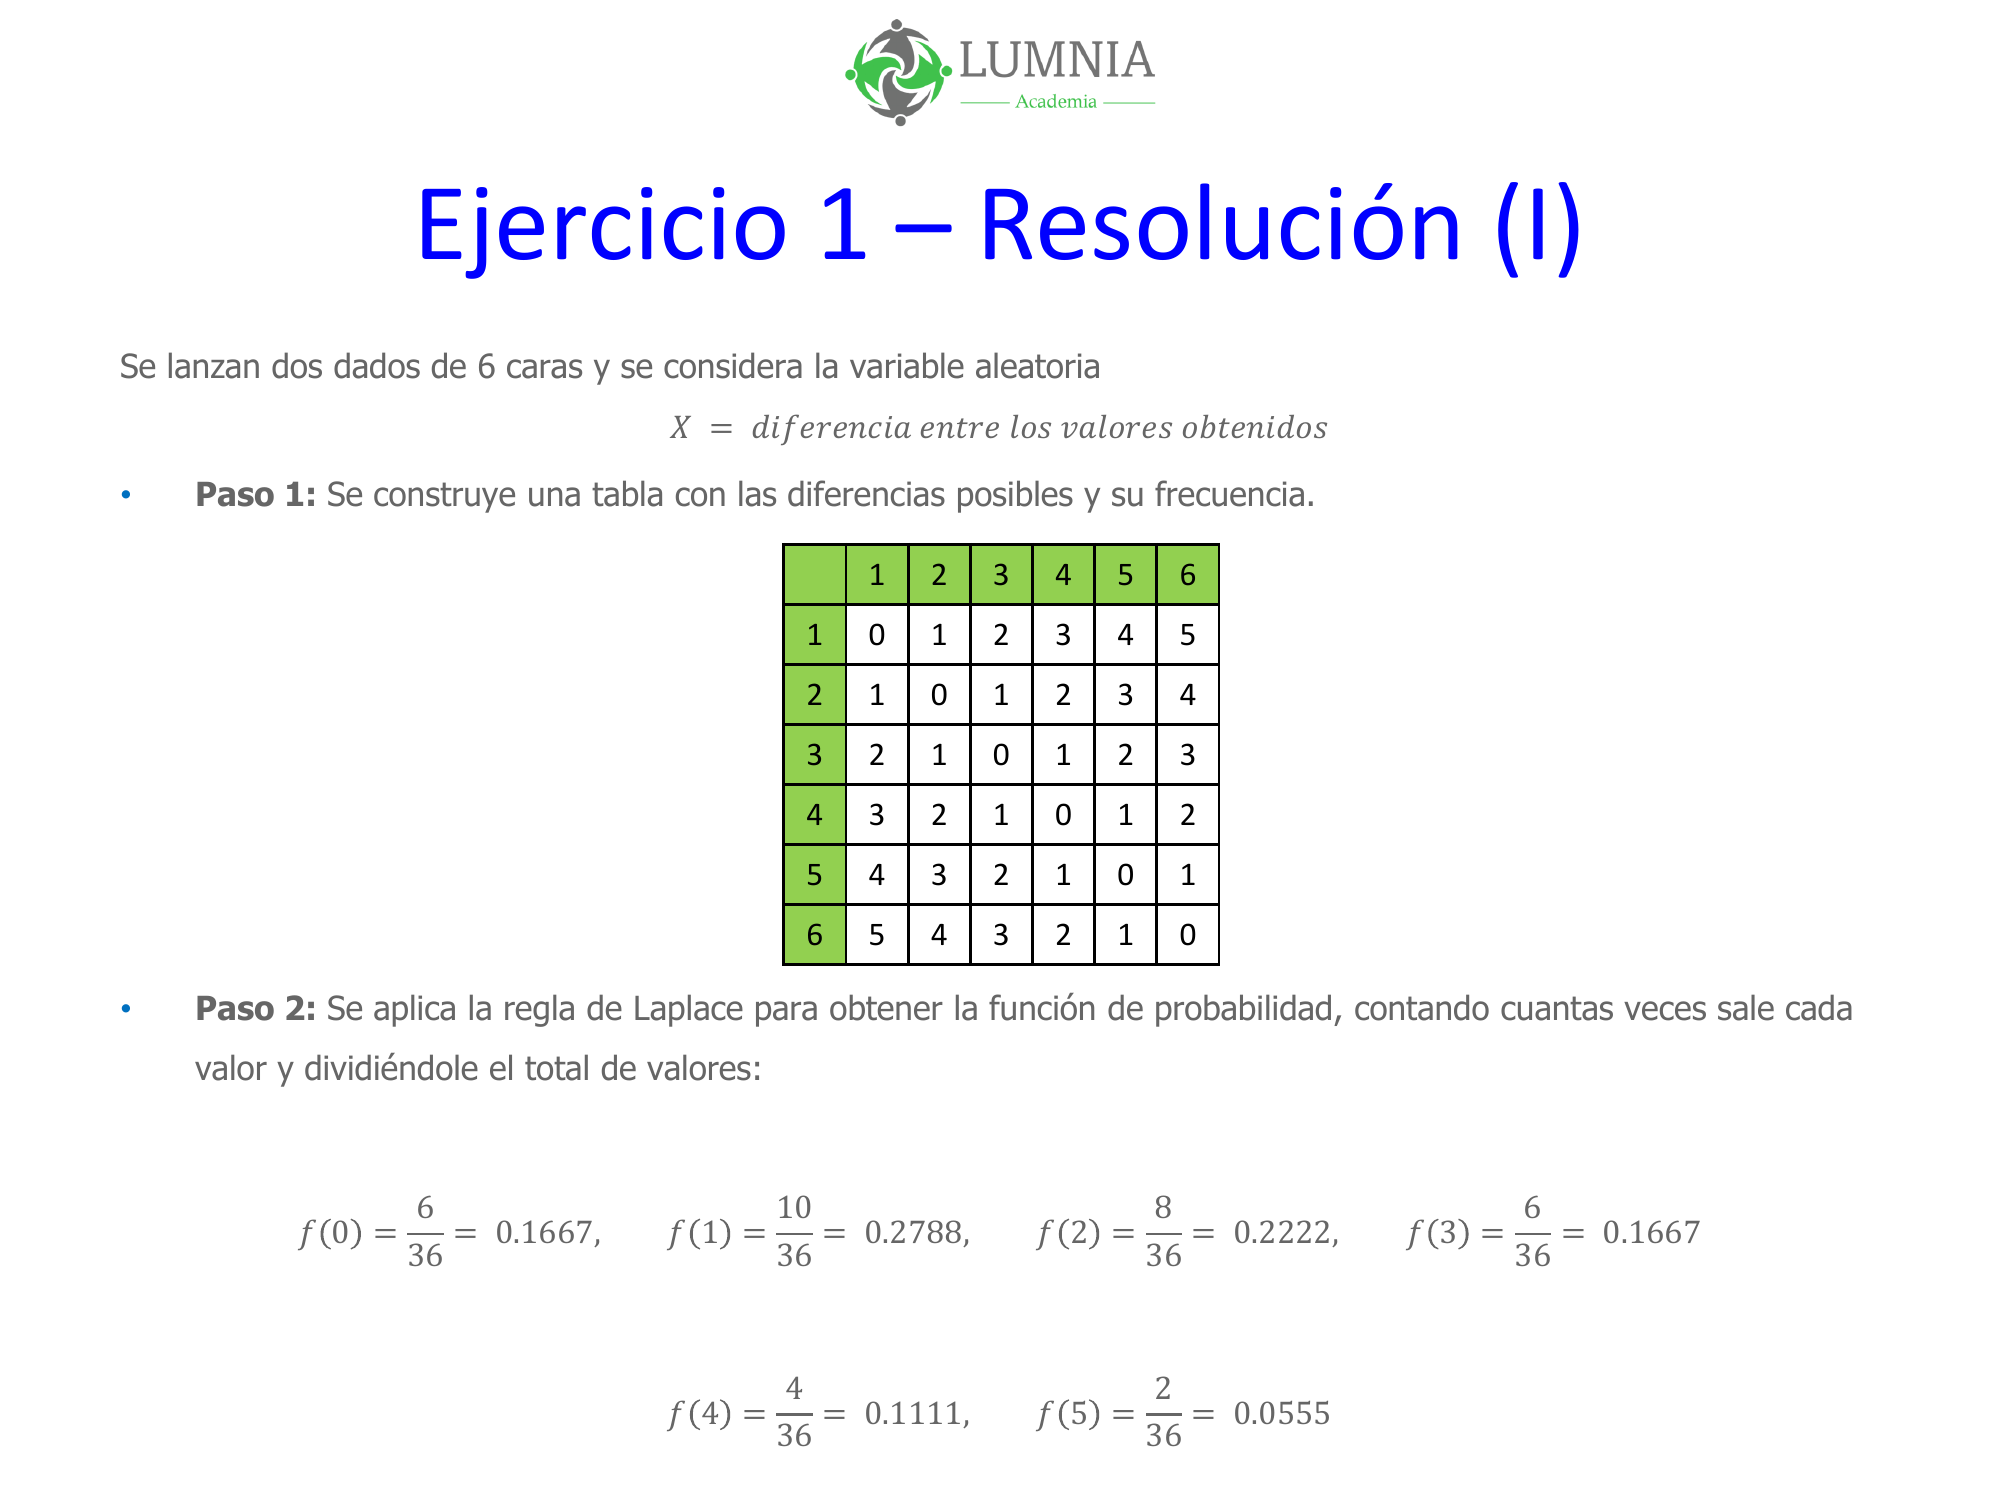 LUMNIA
Academia
Ejercicio 1 – Resolución (I)
Se lanzan dos dados de 6 caras y se considera la variable aleatoria
X = diferencia entre los valores obtenidos
• Paso 1: Se construye una tabla con las diferencias posibles y su frecuencia.
1 2 3 4 5 6
1 0 1 2 3 4 5
2 1 0 1 2 3 4
3 2 1 0 1 2 3
4 3 2 1 0 1 2
5 4 3 2 1 0 1
6 5 4 3 2 1 0
• Paso 2: Se aplica la regla de Laplace para obtener la función de probabilidad, contando cuantas veces sale cada
valor y dividiéndole el total de valores:
f(0) = 6/36 = 0.1667, f(1) = 10/36 = 0.2788, f(2) = 8/36 = 0.2222, f(3) = 6/36 = 0.1667
f(4) = 4/36 = 0.1111, f(5) = 2/36 = 0.0555